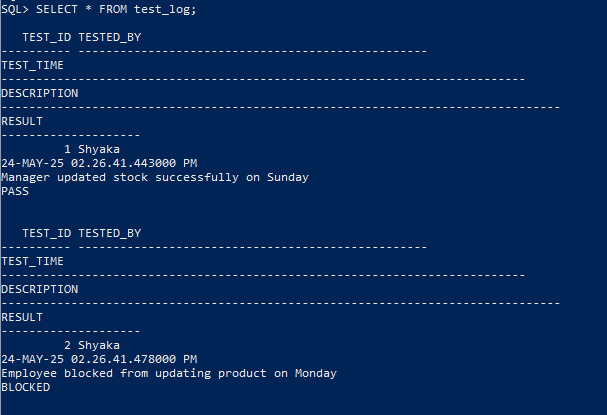 SQL> SELECT * FROM test_log;
TEST_ID TESTED_BY
---------- --------------------------------------------------
TEST_TIME
---------------------------------------------------------------------------
DESCRIPTION
--------------------------------------------------------------------------------
RESULT
--------------------
1 Shyaka
24-MAY-25 02.26.41.443000 PM
Manager updated stock successfully on Sunday
PASS
TEST_ID TESTED_BY
---------- --------------------------------------------------
TEST_TIME
---------------------------------------------------------------------------
DESCRIPTION
--------------------------------------------------------------------------------
RESULT
--------------------
2 Shyaka
24-MAY-25 02.26.41.478000 PM
Employee blocked from updating product on Monday
BLOCKED